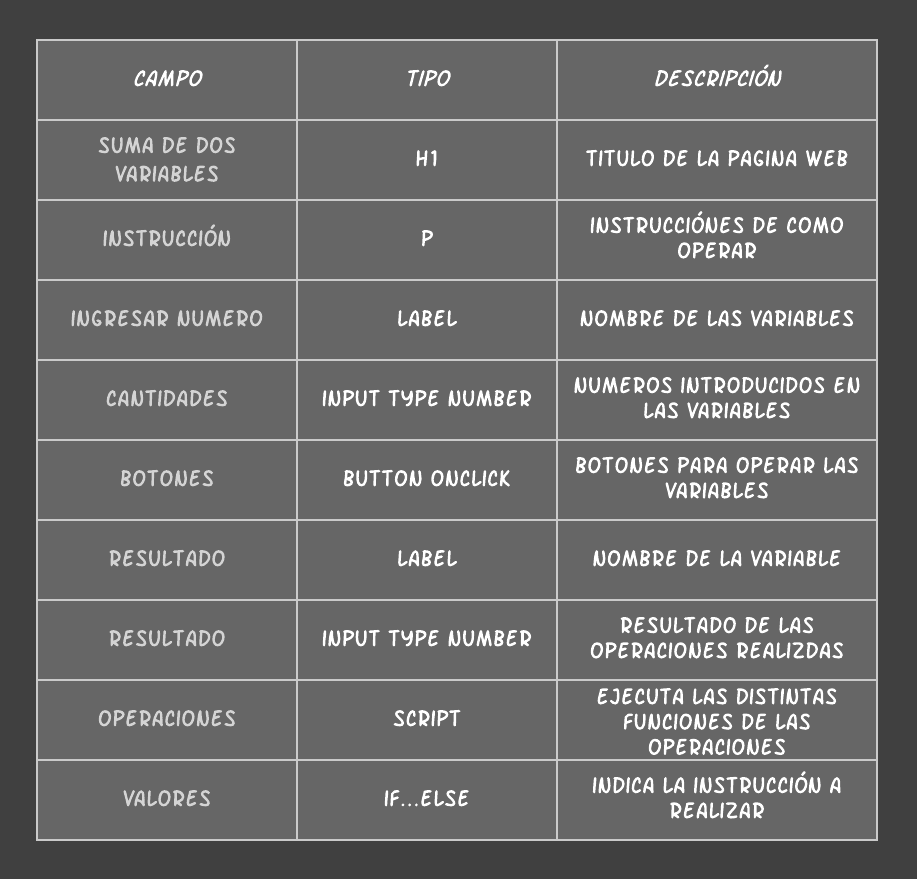 CAMPO
TIPO
DESCRIPCIÓN
SUMA DE DOS
VARIABLES
H1
TITULO DE LA PAGINA WEB
INSTRUCCIÓN
P
INSTRUCCIÓNES DE COMO
OPERAR
INGRESAR NUMERO
LABEL
NOMBRE DE LAS VARIABLES
CANTIDADES
INPUT TYPE NUMBER
NUMEROS INTRODUCIDOS EN
LAS VARIABLES
BOTONES
BUTTON ONCLICK
BOTONES PARA OPERAR LAS
VARIABLES
RESULTADO
LABEL
NOMBRE DE LA VARIABLE
RESULTADO
INPUT TYPE NUMBER
RESULTADO DE LAS
OPERACIONES REALIZDAS
OPERACIONES
SCRIPT
EJECUTA LAS DISTINTAS
FUNCIONES DE LAS
OPERACIONES
VALORES
IF...ELSE
INDICA LA INSTRUCCIÓN A
REALIZAR